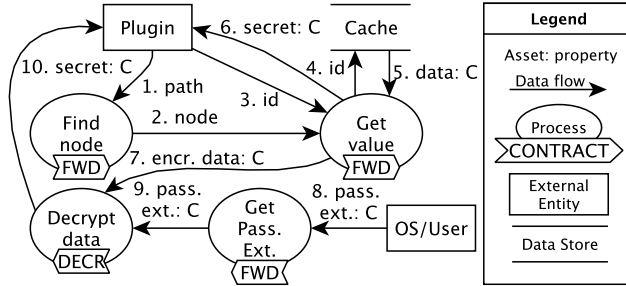 Plugin
6. secret: C
Cache
10. secret: C
1. path
4. id
5. data: C
3. id
Find
node
FWD
2. node
Get
value
FWD
7. encr. data: C
9. pass.
ext.: C
8. pass.
ext.: C
Decrypt
data
DECR
Get
Pass.
Ext.
FWD
OS/User
Legend
Asset: property
Data flow
Process
CONTRACT
External
Entity
Data Store